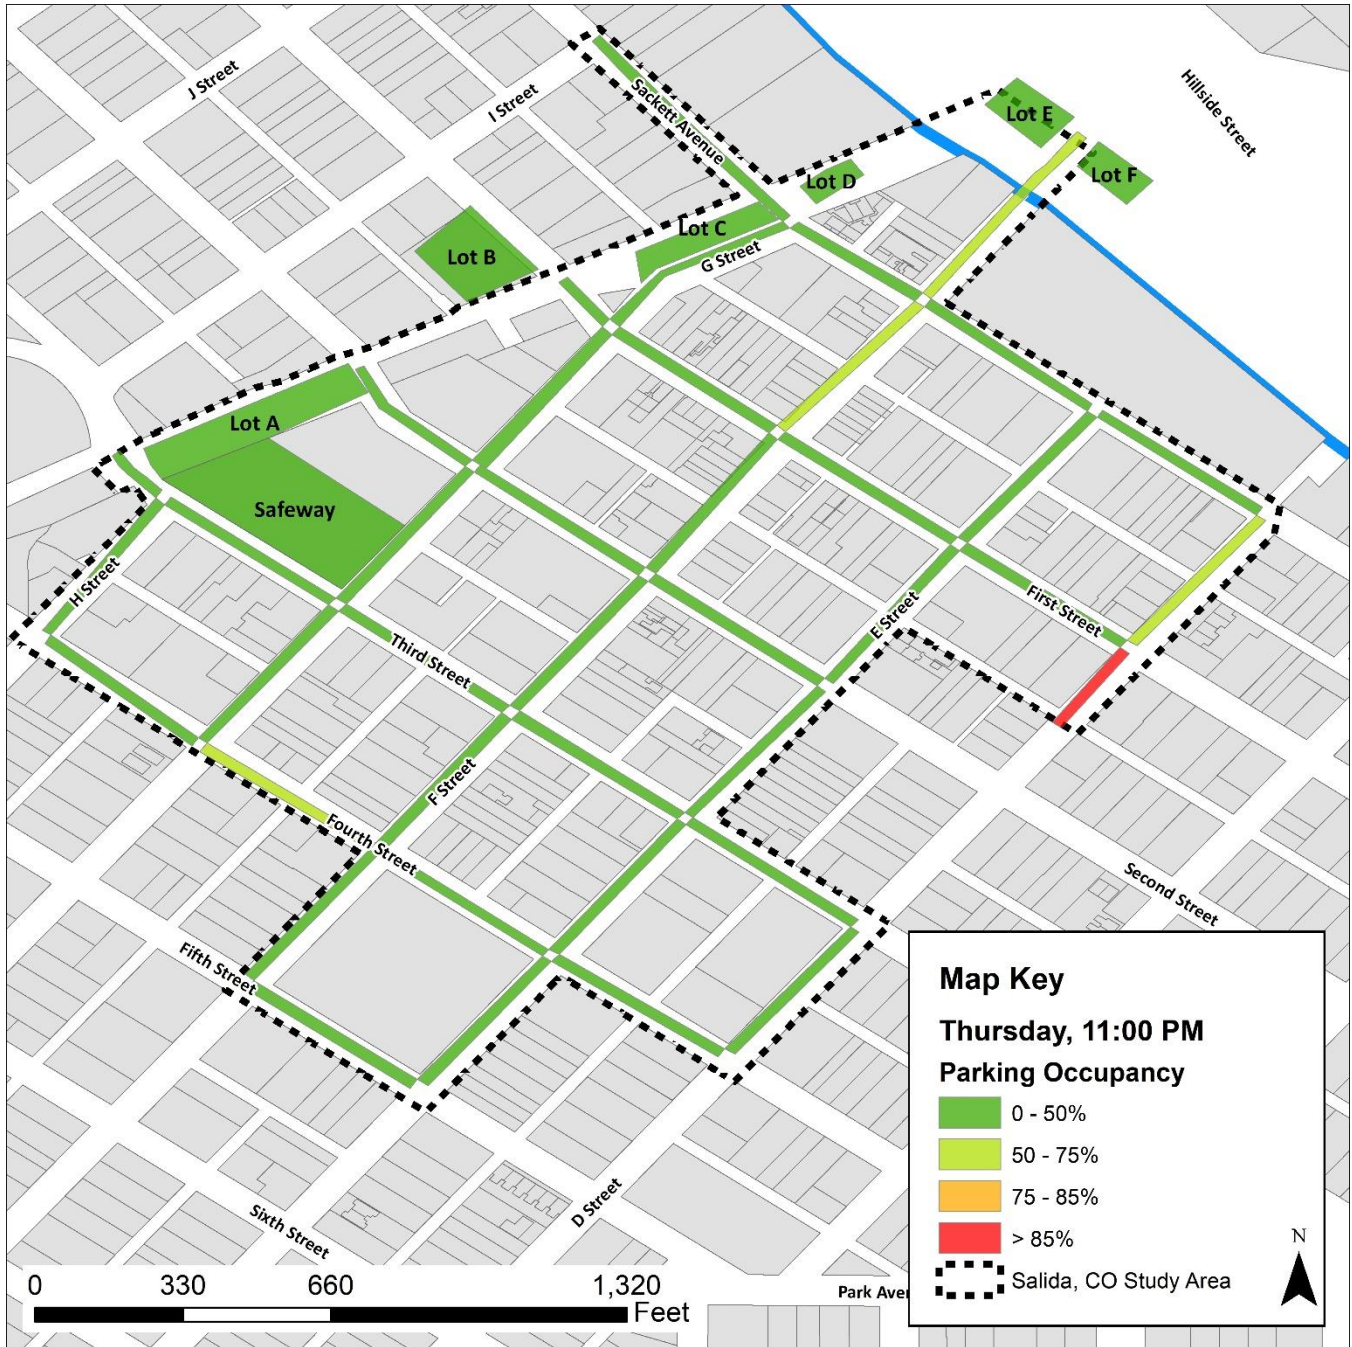 J Street
I Street
Sackett Avenue
Hillside Street
Lot E
Lot F
Lot D
Lot C
G Street
Lot B
Lot A
Safeway
H Street
First Street
E Street
Third Street
F Street
Fourth Street
Second Street
Fifth Street
D Street
Sixth Street
Park Aven
Map Key
Thursday, 11:00 PM
Parking Occupancy
0 - 50%
50 - 75%
75 - 85%
> 85%
Salida, CO Study Area
N
0 330 660 1,320
Feet